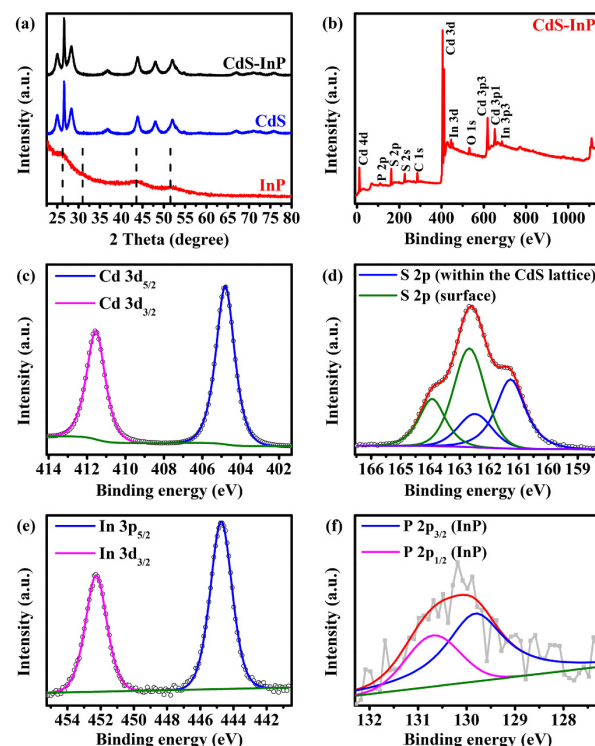 (a)
CdS-InP
CdS
InP
Intensity (a.u.)
30 35 40 45 50 55 60 65 70 75 80
2 Theta (degree)
(b)
CdS-InP
Cd 4d
P 2p
S 2p
S 2s
C 1s
Cd 3d
In 3d
O 1s
Cd 3p3
Cd 3p1
In 3p3
Intensity (a.u.)
0 200 400 600 800 1000
Binding energy (eV)
(c)
Cd 3d5/2
Cd 3d3/2
Intensity (a.u.)
414 412 410 408 406 404 402
Binding energy (eV)
(d)
S 2p (within the CdS lattice)
S 2p (surface)
Intensity (a.u.)
166 165 164 163 162 161 160 159
Binding energy (eV)
(e)
In 3p5/2
In 3d3/2
Intensity (a.u.)
454 452 450 448 446 444 442
Binding energy (eV)
(f)
P 2p3/2 (InP)
P 2p1/2 (InP)
Intensity (a.u.)
132 131 130 129 128
Binding energy (eV)